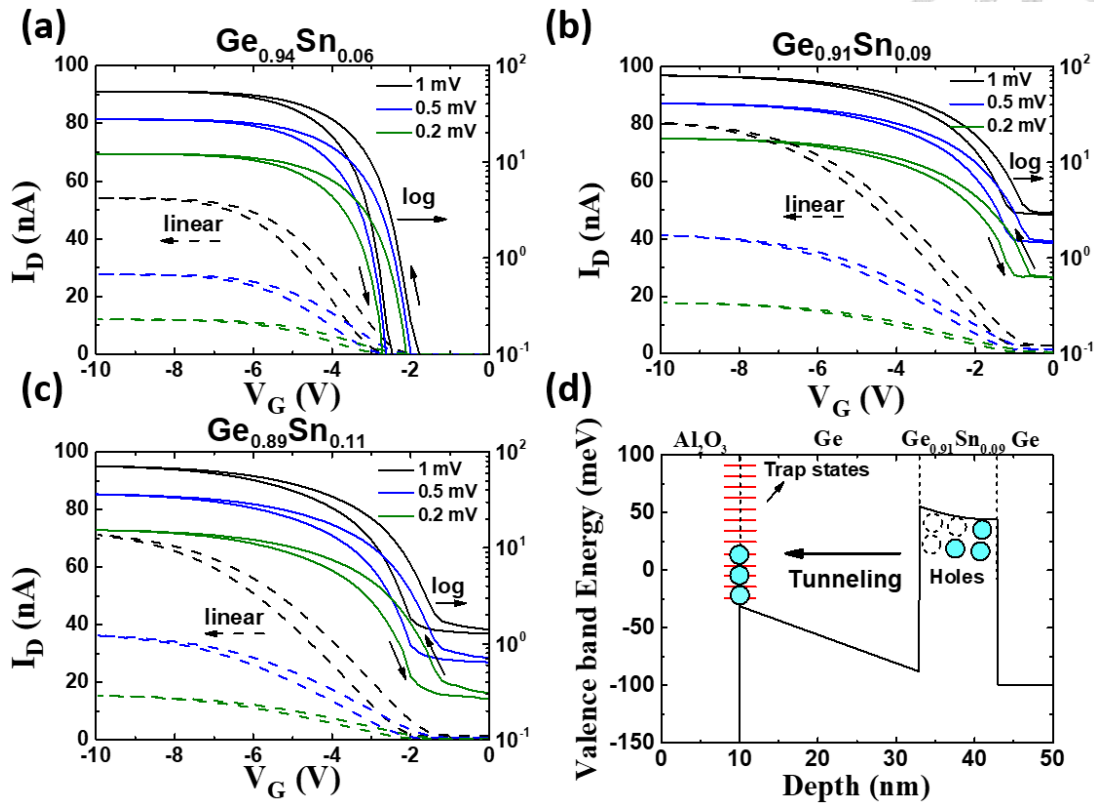 (a)
Ge0.94Sn0.06
100
80
60
40
20
0
I_D (nA)
10^2
10^1
10^0
10^-1
1 mV
0.5 mV
0.2 mV
log
linear
-10 -8 -6 -4 -2 0
V_G (V)
(b)
Ge0.91Sn0.09
100
80
60
40
20
0
I_D (nA)
10^2
10^1
10^0
10^-1
1 mV
0.5 mV
0.2 mV
log
linear
-10 -8 -6 -4 -2 0
V_G (V)
(c)
Ge0.89Sn0.11
100
80
60
40
20
0
I_D (nA)
10^2
10^1
10^0
10^-1
1 mV
0.5 mV
0.2 mV
log
linear
-10 -8 -6 -4 -2 0
V_G (V)
(d)
Al2O3 Ge Ge0.91Sn0.09 Ge
Valence band Energy (meV)
100
50
0
-50
-100
-150
Trap states
Tunneling
Holes
0 10 20 30 40 50
Depth (nm)